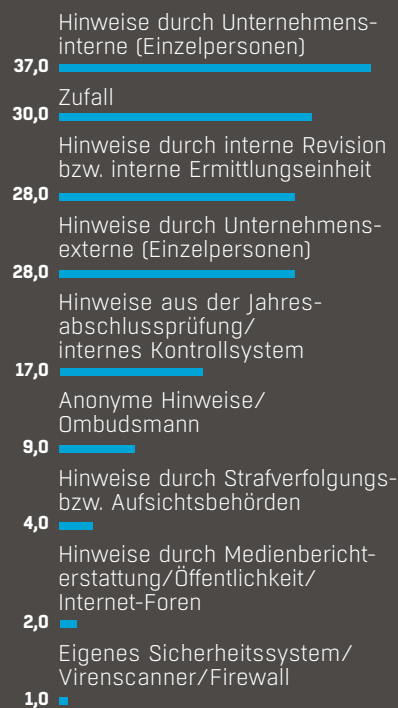 Hinweise durch Unternehmens-
interne (Einzelpersonen)
37,0
Zufall
30,0
Hinweise durch interne Revision
bzw. interne Ermittlungseinheit
28,0
Hinweise durch Unternehmens-
externe (Einzelpersonen)
28,0
Hinweise aus der Jahres-
abschlussprüfung/
internes Kontrollsystem
17,0
Anonyme Hinweise/
Ombudsmann
9,0
Hinweise durch Strafverfolgungs-
bzw. Aufsichtsbehörden
4,0
Hinweise durch Medienbericht-
erstattung/Öffentlichkeit/
Internet-Foren
2,0
Eigenes Sicherheitssystem/
Virenscanner/Firewall
1,0